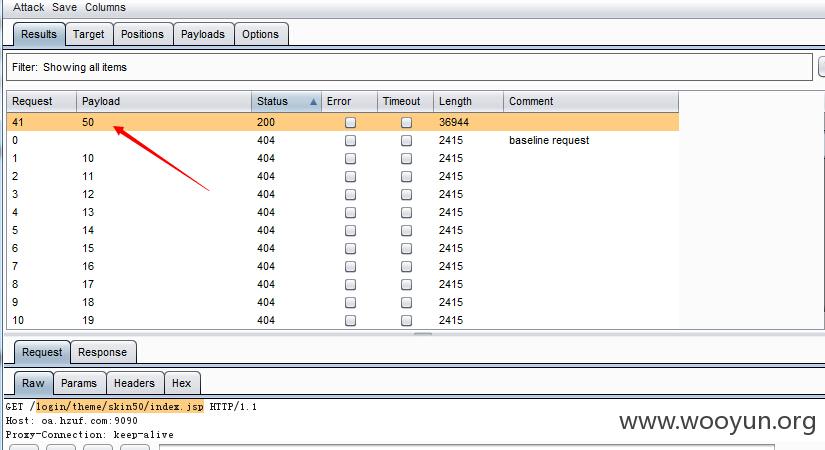 Attack Save Columns
Results Target Positions Payloads Options
Filter: Showing all items
Request Payload Status Error Timeout Length Comment
41 50 200 36944
0 404 2415 baseline request
1 10 404 2415
2 11 404 2415
3 12 404 2415
4 13 404 2415
5 14 404 2415
6 15 404 2415
7 16 404 2415
8 17 404 2415
9 18 404 2415
10 19 404 2415
Request Response
Raw Params Headers Hex
GET /login/theme/skin50/index.jsp HTTP/1.1
Host: oa.hzuf.com:9090
Proxy-Connection: keep-alive
www.wooyun.org